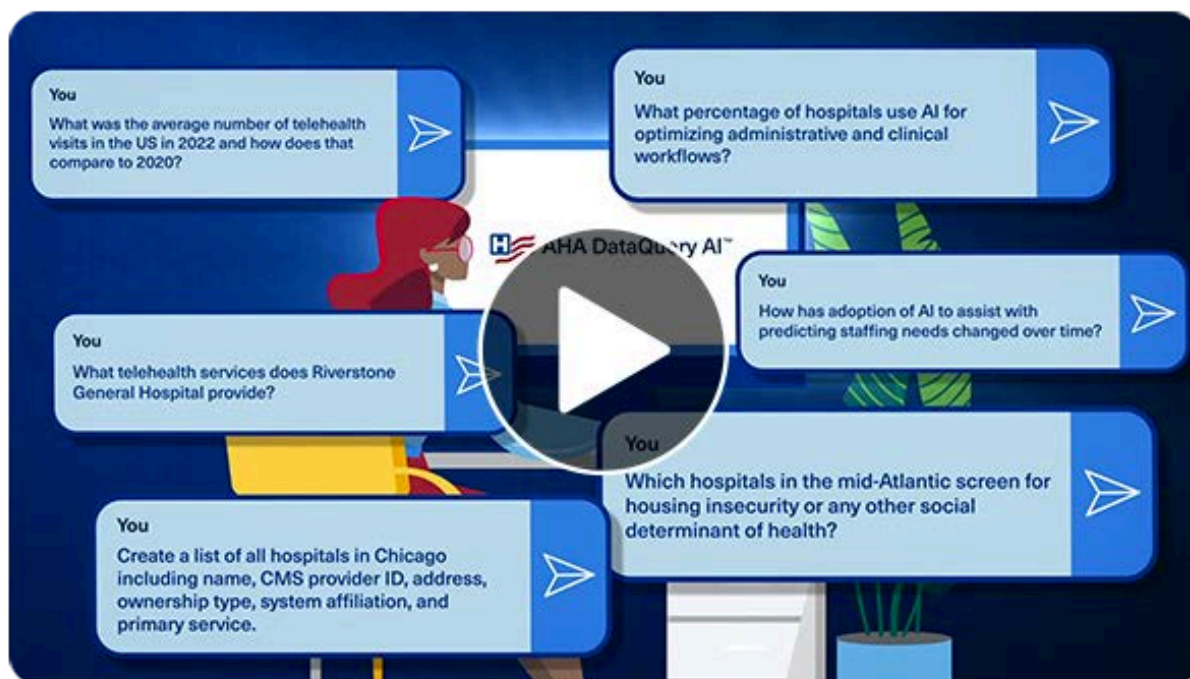 You
What was the average number of telehealth
visits in the US in 2022 and how does that
compare to 2020?
You
What percentage of hospitals use AI for
optimizing administrative and clinical
workflows?
AHA DataQuery AI™
You
How has adoption of AI to assist with
predicting staffing needs changed over time?
You
What telehealth services does Riverstone
General Hospital provide?
You
Which hospitals in the mid-Atlantic screen for
housing insecurity or any other social
determinant of health?
You
Create a list of all hospitals in Chicago
including name, CMS provider ID, address,
ownership type, system affiliation, and
primary service.